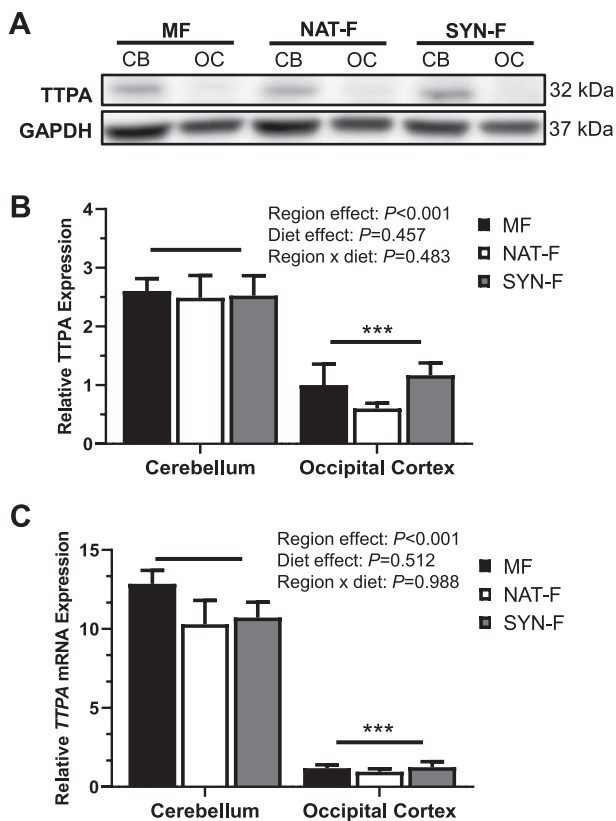 A
MF NAT-F SYN-F
CB OC CB OC CB OC
TTPA 32 kDa
GAPDH 37 kDa
B
Relative TTPA Expression
4
3
2
1
0
Region effect: P<0.001
Diet effect: P=0.457
Region x diet: P=0.483
MF
NAT-F
SYN-F
***
Cerebellum Occipital Cortex
C
Relative TTPA mRNA Expression
15
10
5
0
Region effect: P<0.001
Diet effect: P=0.512
Region x diet: P=0.988
MF
NAT-F
SYN-F
***
Cerebellum Occipital Cortex